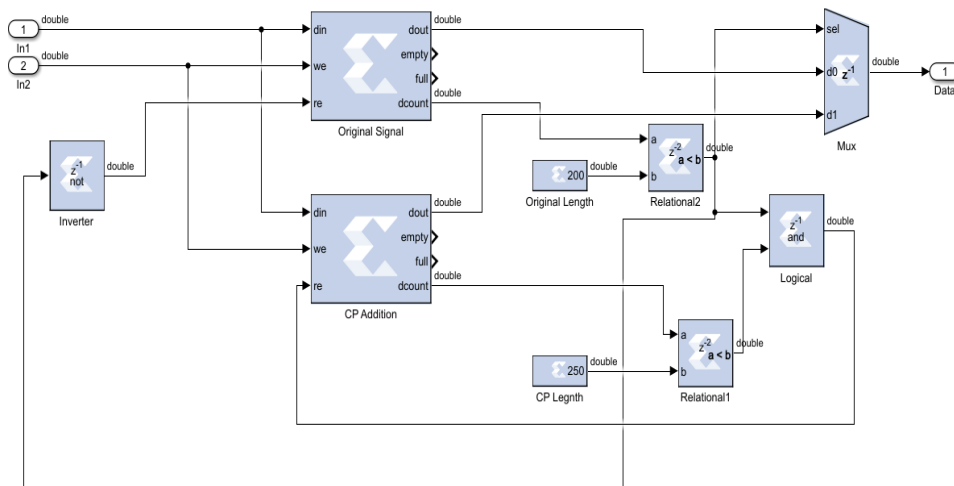 double
1
In1
double
2
In2
din
we
re
dout
empty
full
dcount
double
double
Original Signal
z-1
not
double
Inverter
din
we
re
dout
empty
full
dcount
double
double
CP Addition
200
double
Original Length
a
b
z-2
a < b
double
Relational2
sel
d0
d1
z-1
double
Mux
1
Data
z-1
and
double
Logical
250
double
CP Legnth
a
b
z-2
a < b
double
Relational1